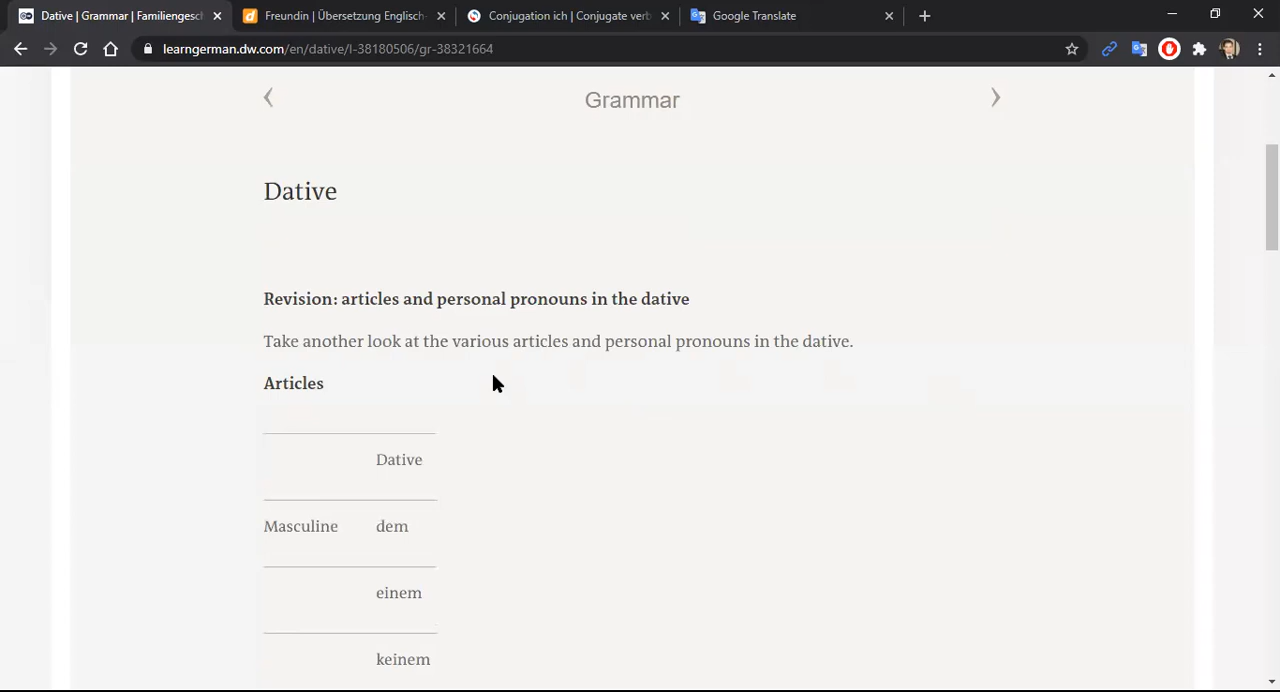 Dative | Grammar | Familiengesch
Freundin | Übersetzung Englisch-
Conjugation ich | Conjugate verb
Google Translate
learngerman.dw.com/en/dative/l-38180506/gr-38321664
Grammar
Dative
Revision: articles and personal pronouns in the dative
Take another look at the various articles and personal pronouns in the dative.
Articles
Dative
Masculine dem
einem
keinem